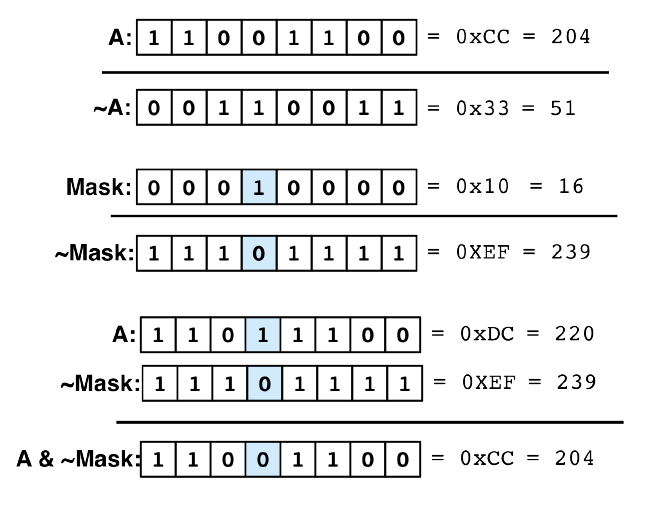 A: 1 1 0 0 1 1 0 0 = 0xCC = 204
~A: 0 0 1 1 0 0 1 1 = 0x33 = 51
Mask: 0 0 0 1 0 0 0 0 = 0x10 = 16
~Mask: 1 1 1 0 1 1 1 1 = 0XEF = 239
A: 1 1 0 1 1 1 0 0 = 0xDC = 220
~Mask: 1 1 1 0 1 1 1 1 = 0XEF = 239
A & ~Mask: 1 1 0 0 1 1 0 0 = 0xCC = 204